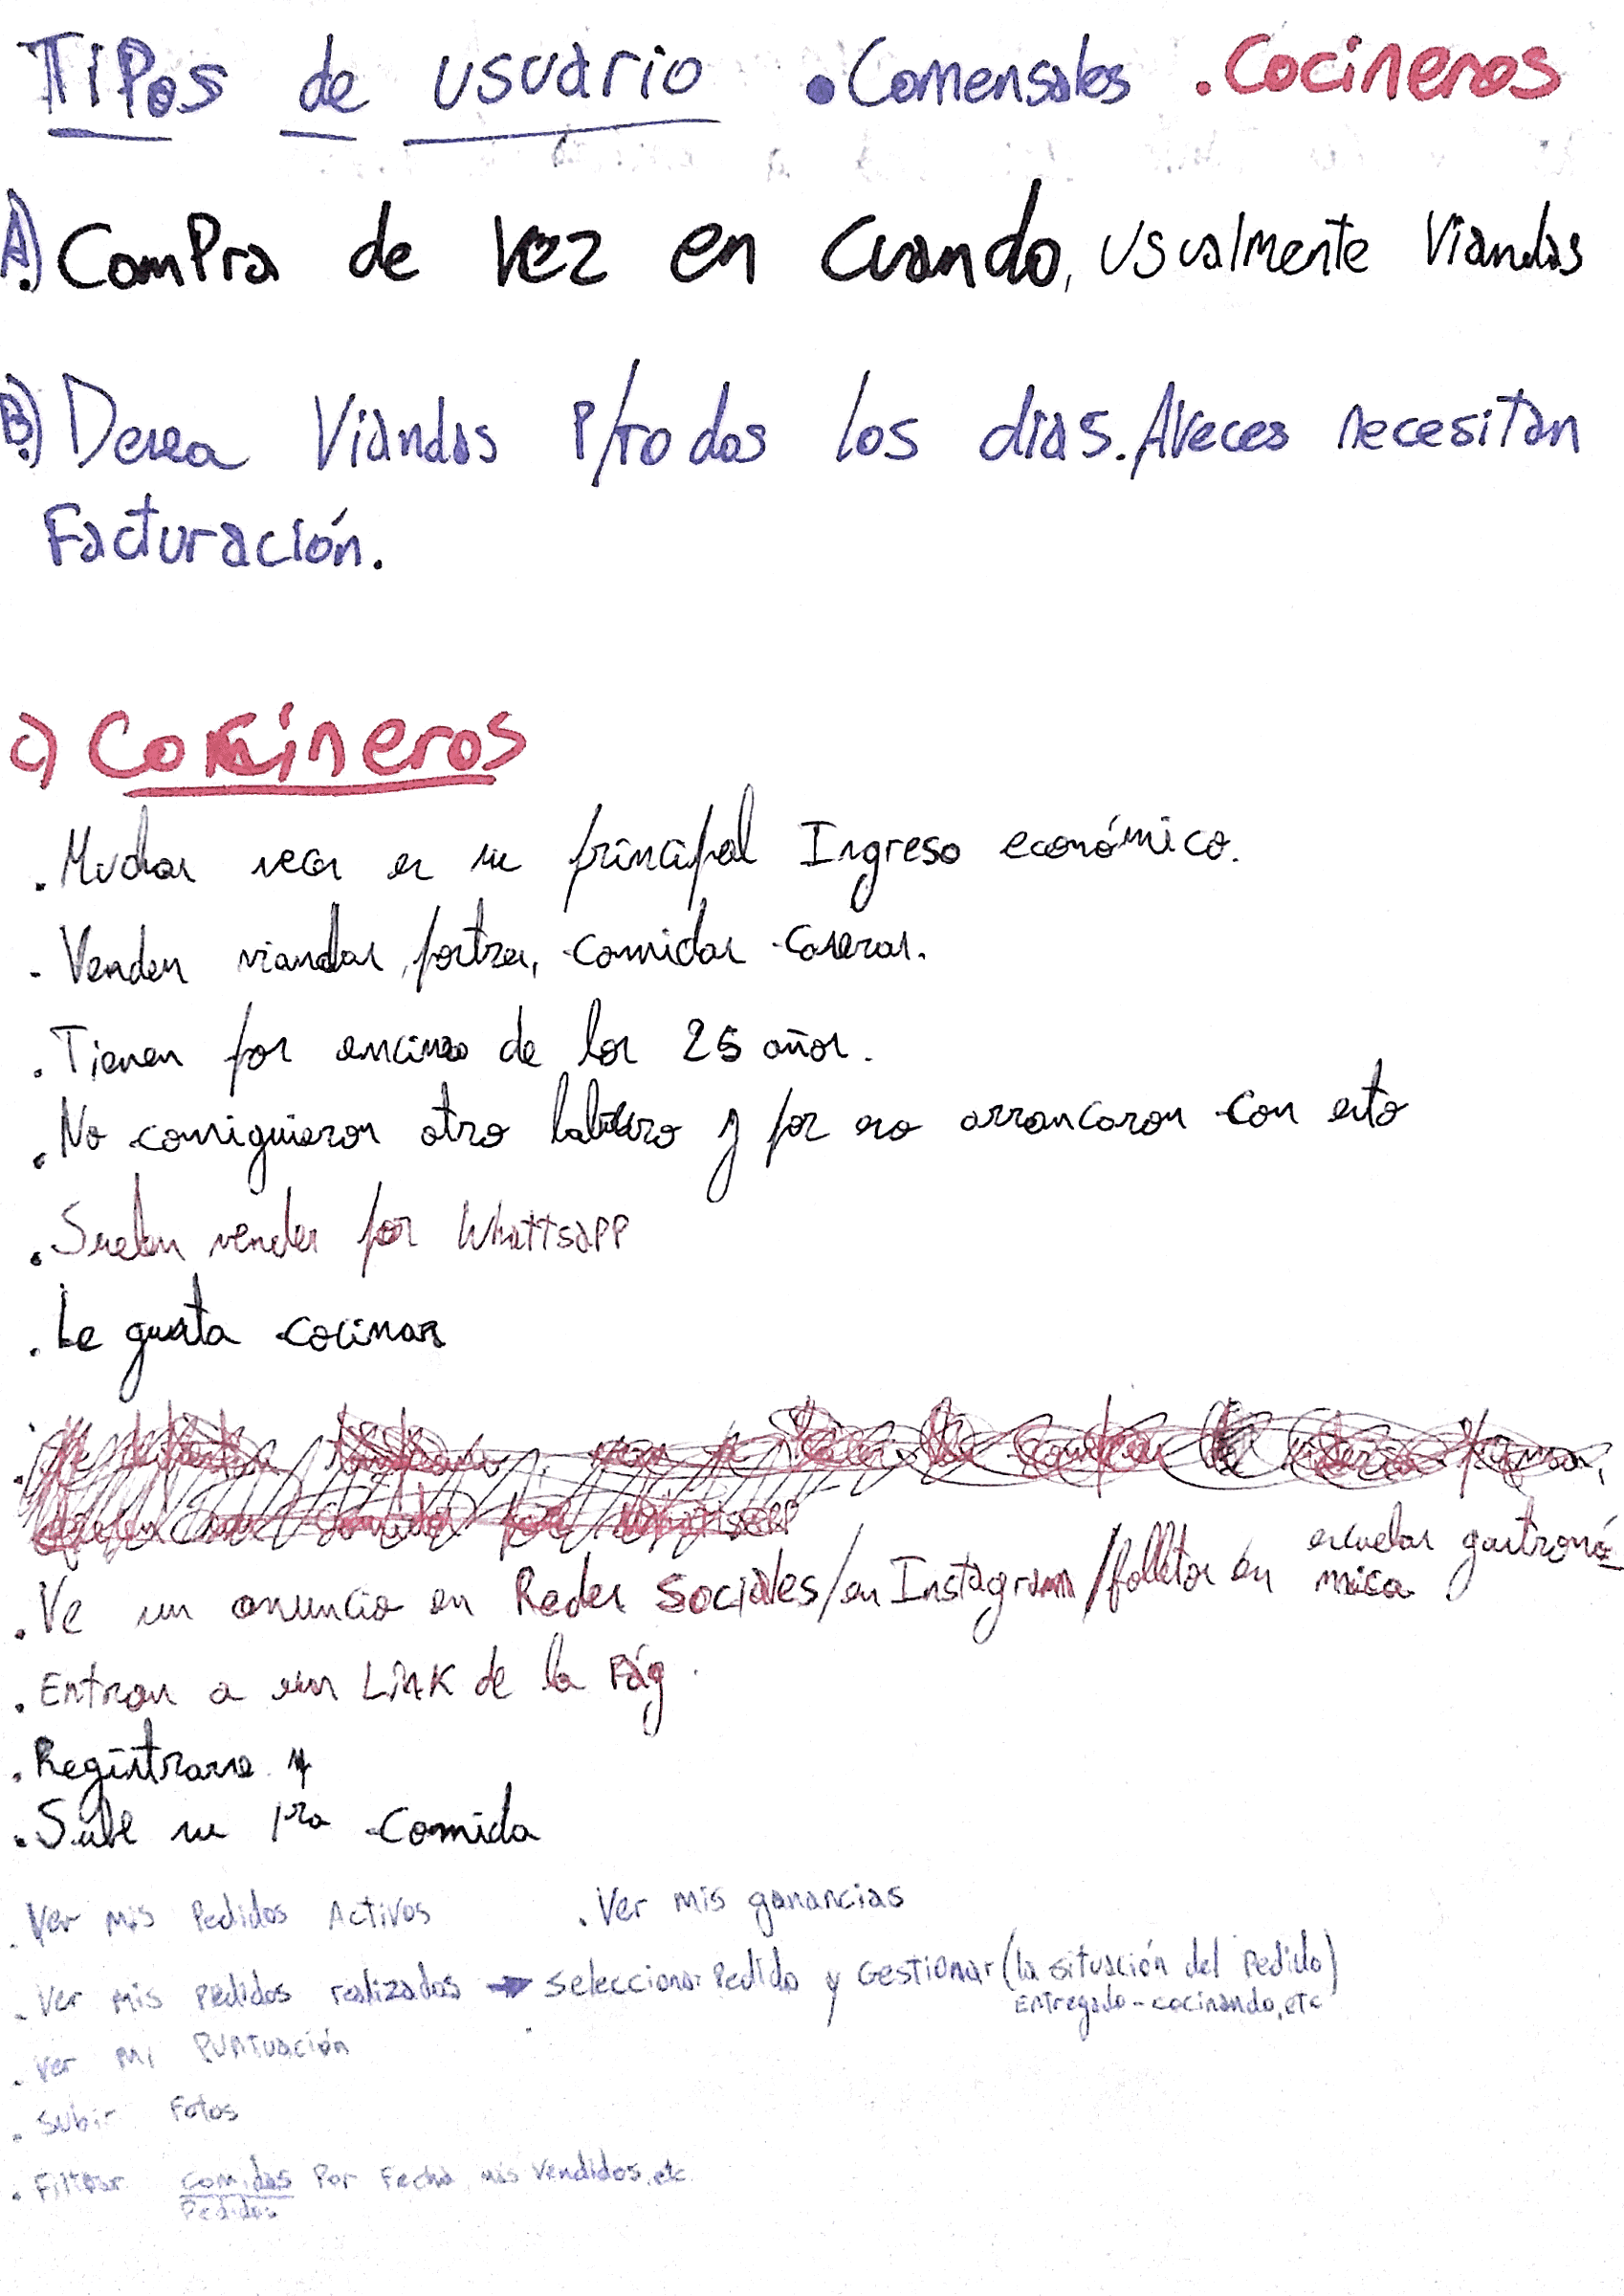 Tipos de usuario • Comensales . Cocineros
A) Compra de vez en cuando, usualmente viandas
B) Desea viandas p/todos los dias. Aveces necesitan
Facturación.
c) Cocineros
. Muchas veces es su principal Ingreso económico.
- Venden viandas, postres, comidas caseras.
. Tienen por encima de los 25 años.
. No consiguieron otro laburo y por eso arrancaron con esto
. Suelen vender por Whattsapp
. Le gusta cocinar
. Ve un anuncio en Redes Sociales/en Instagram/folletos en escuelas gastronó-
mica
. Entran a un Link de la Pág.
. Registrarse y
. Sube su 1ra comida
. Ver mis Pedidos Activos . Ver mis ganancias
. Ver mis pedidos realizados → seleccionar Pedido y Gestionar (la situación del Pedido)
Entregado - cocinando, etc
. Ver mi Puntuación
. Subir Fotos
. Filtrar comidas Por Fecha, más Vendidos, etc.
Pedidos